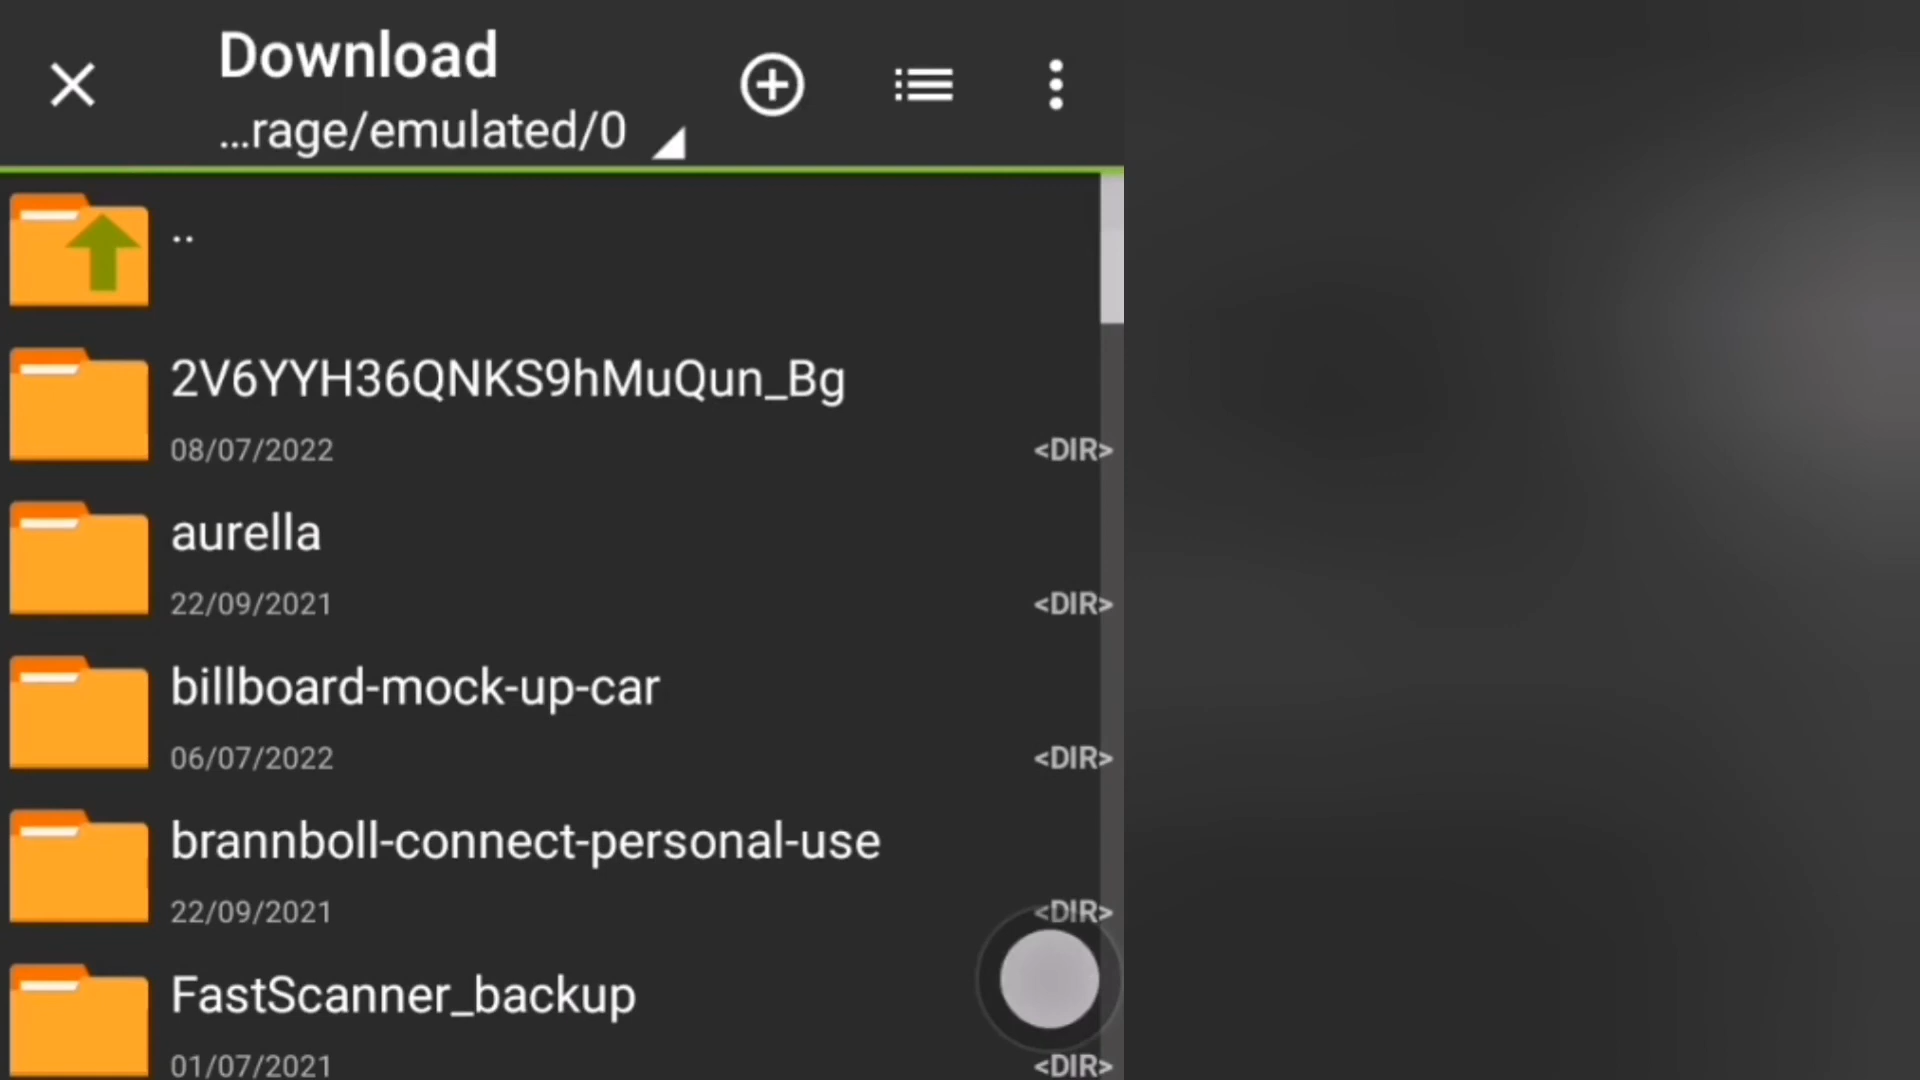 Download
...rage/emulated/0
..
2V6YYH36QNKS9hMuQun_Bg
08/07/2022 <DIR>
aurella
22/09/2021 <DIR>
billboard-mock-up-car
06/07/2022 <DIR>
brannboll-connect-personal-use
22/09/2021 <DIR>
FastScanner_backup
01/07/2021 <DIR>